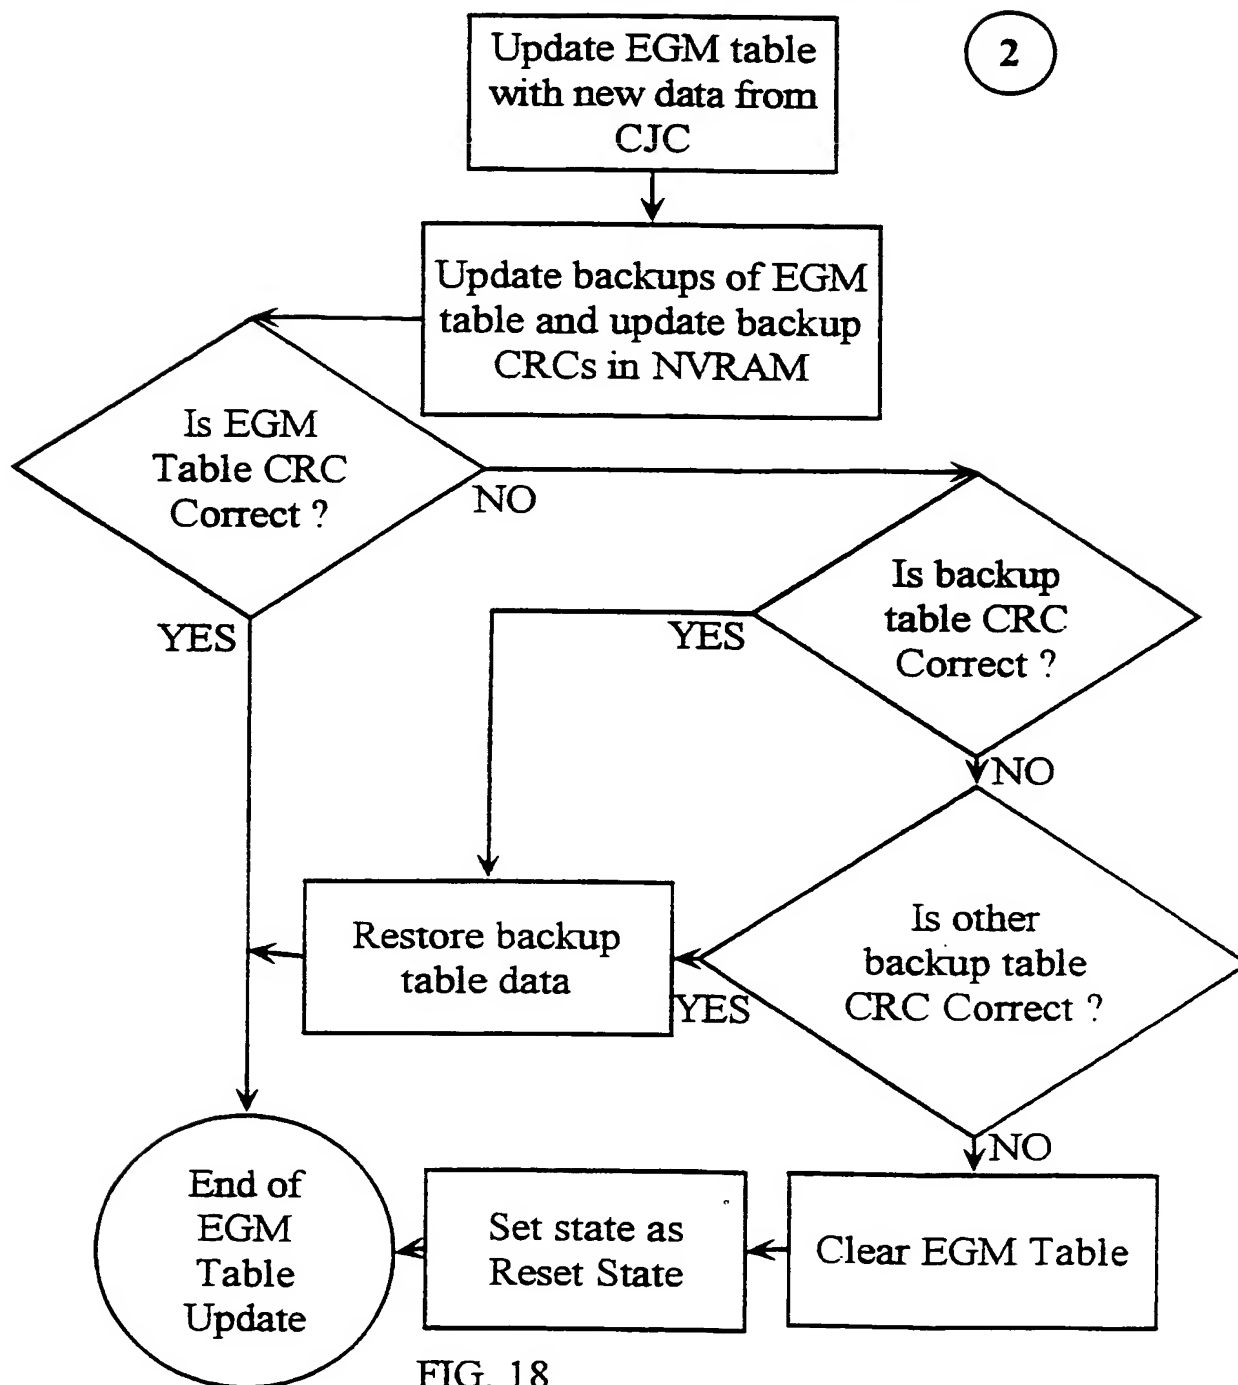 Update EGM table
with new data from
CJC
2
Update backups of EGM
table and update backup
CRCs in NVRAM
Is EGM
Table CRC
Correct ?
NO
YES
Is backup
table CRC
Correct ?
YES
NO
Restore backup
table data
Is other
backup table
CRC Correct ?
YES
NO
End of
EGM
Table
Update
Set state as
Reset State
Clear EGM Table
FIG. 18